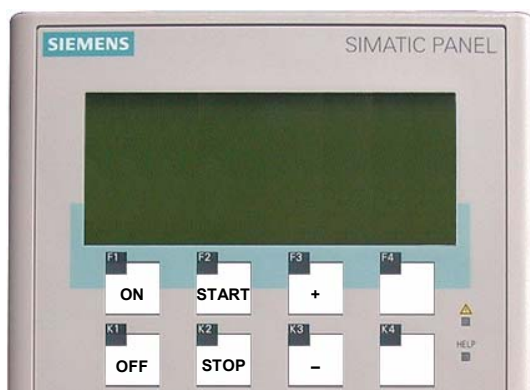 SIEMENS SIMATIC PANEL
F1 F2 F3 F4
ON START +
K1 K2 K3 K4
HELP
OFF STOP –